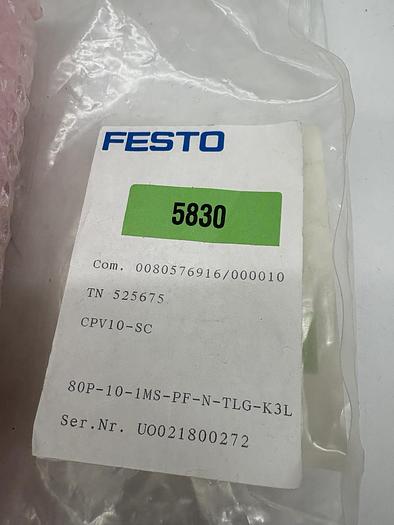 FESTO
5830
Com. 0080576916/000010
TN 525675
CPV10-SC
80P-10-1MS-PF-N-TLG-K3L
Ser.Nr. UO021800272